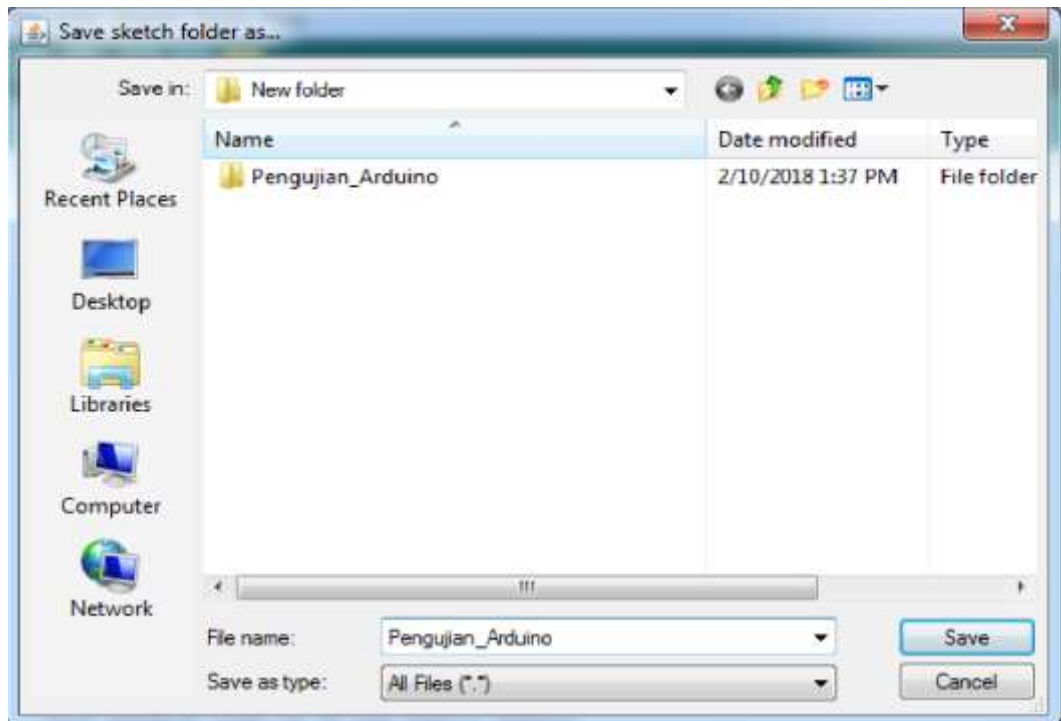 Save sketch folder as...
Save in: New folder
Name Date modified Type
Pengujian_Arduino 2/10/2018 1:37 PM File folder
Recent Places
Desktop
Libraries
Computer
Network
File name: Pengujian_Arduino Save
Save as type: All Files (*.*) Cancel